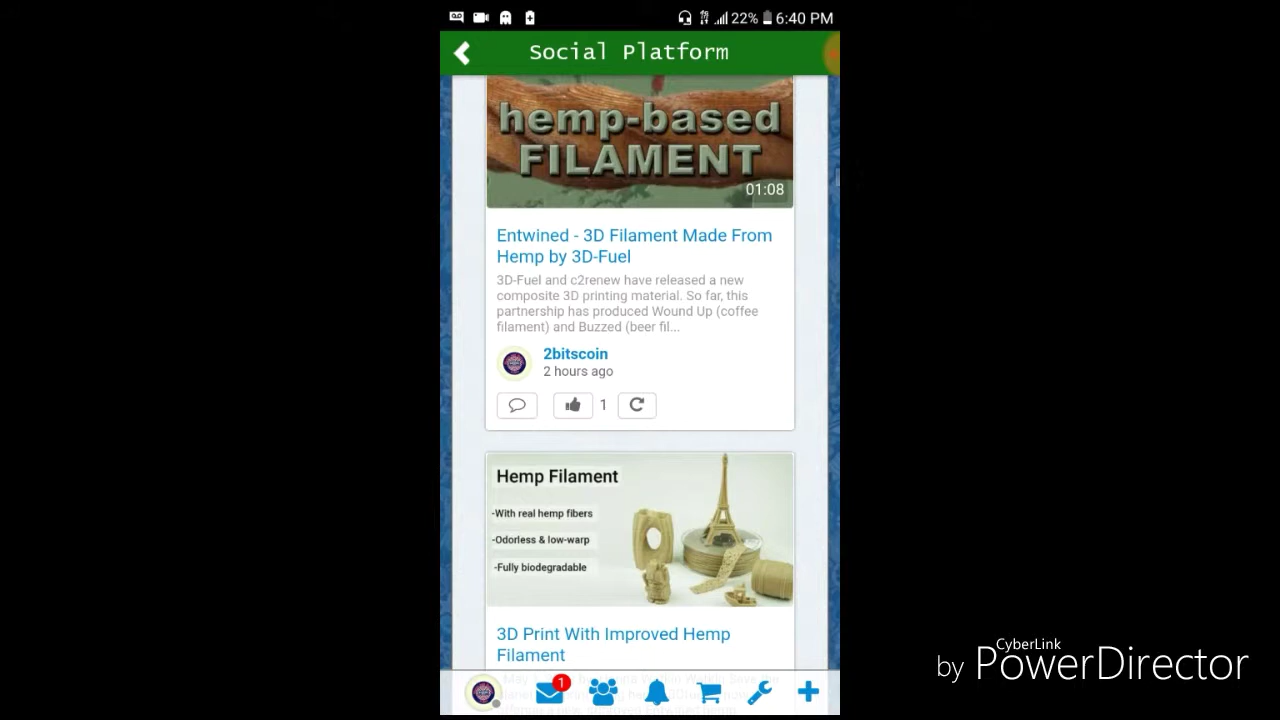 22% 6:40 PM
Social Platform
hemp-based
FILAMENT
01:08
Entwined - 3D Filament Made From
Hemp by 3D-Fuel
3D-Fuel and c2renew have released a new
composite 3D printing material. So far, this
partnership has produced Wound Up (coffee
filament) and Buzzed (beer fil...
2bitscoin
2 hours ago
1
Hemp Filament
-With real hemp fibers
-Odorless & low-warp
-Fully biodegradable
3D Print With Improved Hemp
Filament
1
CyberLink
by PowerDirector